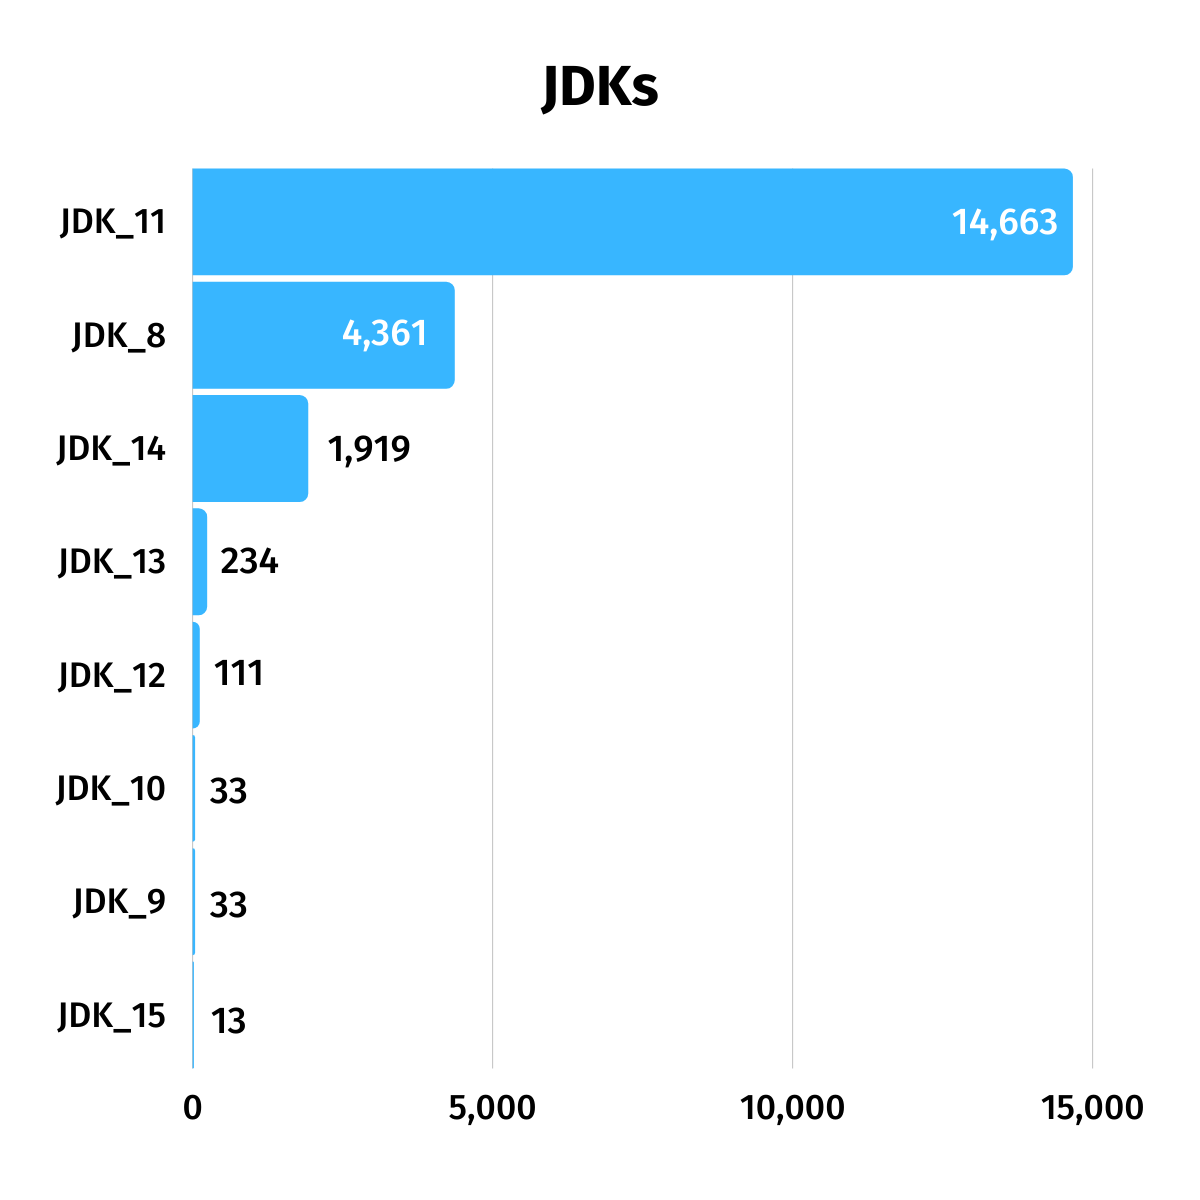 JDKs
JDK_11 14,663
JDK_8 4,361
JDK_14 1,919
JDK_13 234
JDK_12 111
JDK_10 33
JDK_9 33
JDK_15 13
0 5,000 10,000 15,000